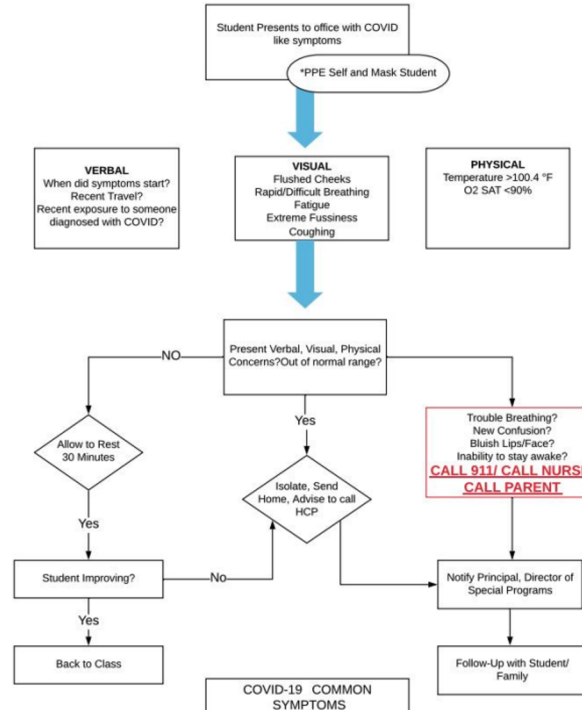 Student Presents to office with COVID
like symptoms
*PPE Self and Mask Student
VERBAL
When did symptoms start?
Recent Travel?
Recent exposure to someone
diagnosed with COVID?
VISUAL
Flushed Cheeks
Rapid/Difficult Breathing
Fatigue
Extreme Fussiness
Coughing
PHYSICAL
Temperature >100.4 °F
O2 SAT <90%
Present Verbal, Visual, Physical
Concerns?Out of normal range?
NO
Yes
Allow to Rest
30 Minutes
Isolate, Send
Home, Advise to call
HCP
Trouble Breathing?
New Confusion?
Bluish Lips/Face?
Inability to stay awake?
CALL 911/ CALL NURSE
CALL PARENT
Yes
Student Improving?
No
Notify Principal, Director of
Special Programs
Yes
Back to Class
Follow-Up with Student/
Family
COVID-19 COMMON
SYMPTOMS